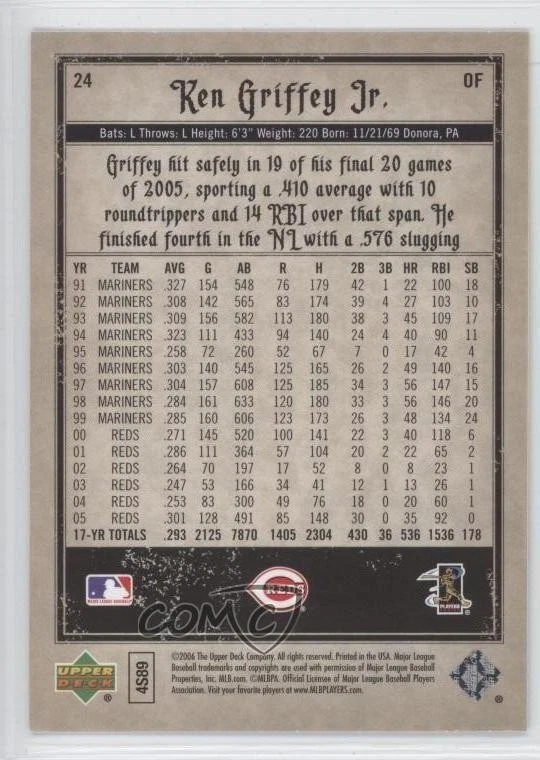 24
Ken Griffey Jr.
OF
Bats: L Throws: L Height: 6'3" Weight: 220 Born: 11/21/69 Donora, PA
Griffey hit safely in 19 of his final 20 games
of 2005, sporting a .410 average with 10
roundtrippers and 14 RBI over that span. He
finished fourth in the NL with a .576 slugging
YR TEAM AVG G AB R H 2B 3B HR RBI SB
91 MARINERS .327 154 548 76 179 42 1 22 100 18
92 MARINERS .308 142 565 83 174 39 4 27 103 10
93 MARINERS .309 156 582 113 180 38 3 45 109 17
94 MARINERS .323 111 433 94 140 24 4 40 90 11
95 MARINERS .258 72 260 52 67 7 0 17 42 4
96 MARINERS .303 140 545 125 165 26 2 49 140 16
97 MARINERS .304 157 608 125 185 34 3 56 147 15
98 MARINERS .284 161 633 120 180 33 3 56 146 20
99 MARINERS .285 160 606 123 173 26 3 48 134 24
00 REDS .271 145 520 100 141 22 3 40 118 6
01 REDS .286 111 364 57 104 20 2 22 65 2
02 REDS .264 70 197 17 52 8 0 8 23 1
03 REDS .247 53 166 34 41 12 1 13 26 1
04 REDS .253 83 300 49 76 18 0 20 60 1
05 REDS .301 128 491 85 148 30 0 35 92 0
17-YR TOTALS .293 2125 7870 1405 2304 430 36 536 1536 178
REDS
PLAYERS
COMC
UPPER
DECK
®
4S89
©2006 The Upper Deck Company. All rights reserved. Printed in the USA. Major League
Baseball trademarks and copyrights are used with permission of Major League Baseball
Properties, Inc. MLB.com. ©MLBPA. Official Licensee of Major League Baseball Players
Association. Visit your favorite players at www.MLBPLAYERS.com.
®